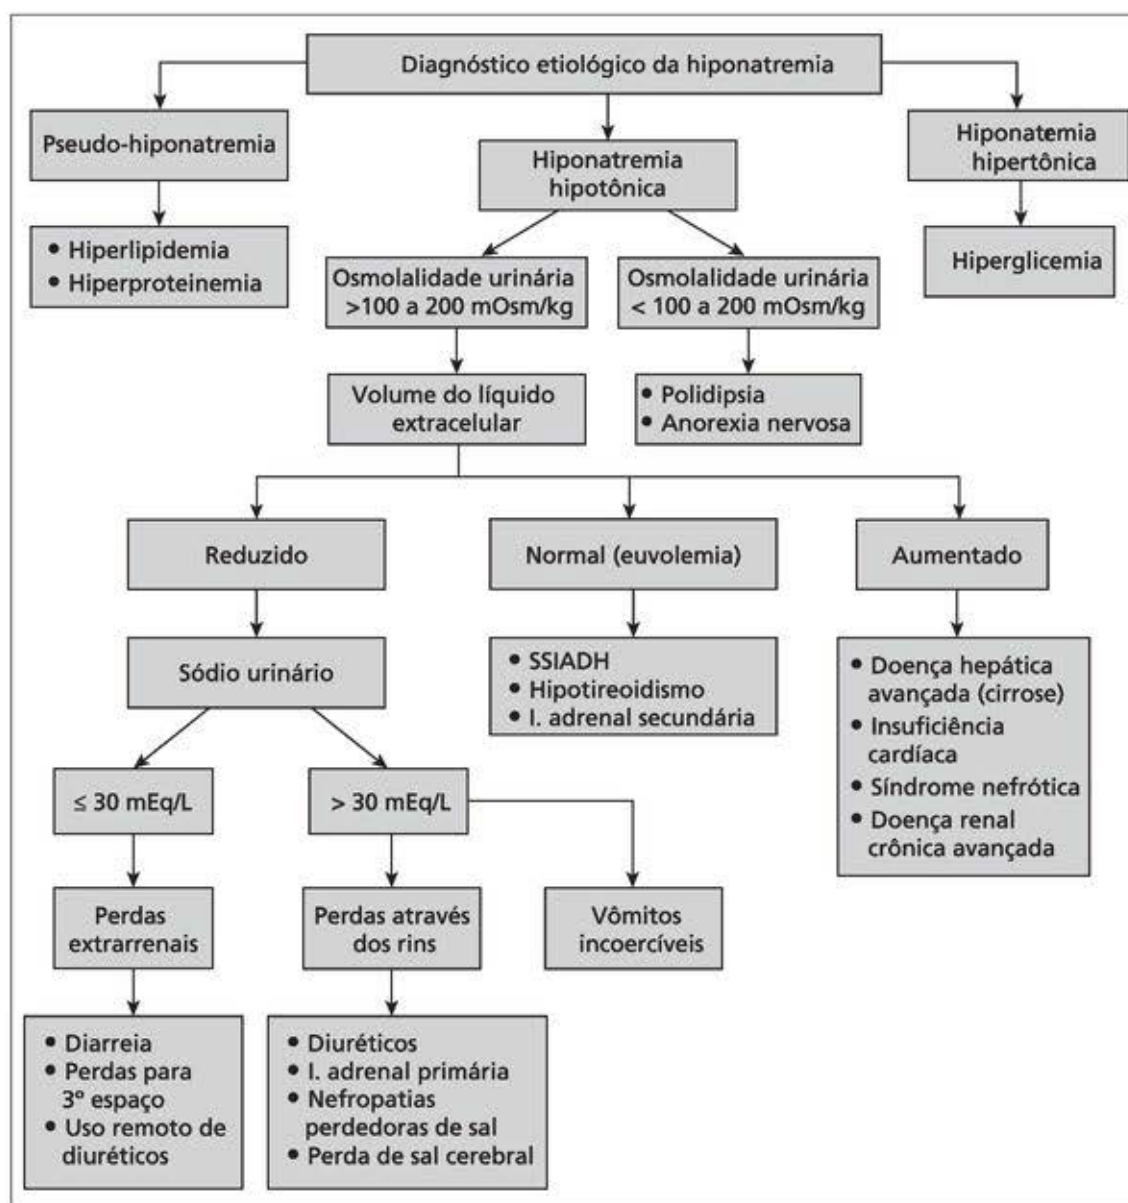 Diagnóstico etiológico da hiponatremia
Pseudo-hiponatremia
Hiponatremia
hipotônica
Hiponatemia
hipertônica
• Hiperlipidemia
• Hiperproteinemia
Hiperglicemia
Osmolalidade urinária
>100 a 200 mOsm/kg
Osmolalidade urinária
< 100 a 200 mOsm/kg
Volume do líquido
extracelular
• Polidipsia
• Anorexia nervosa
Reduzido
Normal (euvolemia)
Aumentado
Sódio urinário
• SSIADH
• Hipotireoidismo
• I. adrenal secundária
• Doença hepática
avançada (cirrose)
• Insuficiência
cardíaca
• Síndrome nefrótica
• Doença renal
crônica avançada
≤ 30 mEq/L
> 30 mEq/L
Perdas
extrarrenais
Perdas através
dos rins
Vômitos
incoercíveis
• Diarreia
• Perdas para
3º espaço
• Uso remoto de
diuréticos
• Diuréticos
• I. adrenal primária
• Nefropatias
perdedoras de sal
• Perda de sal cerebral